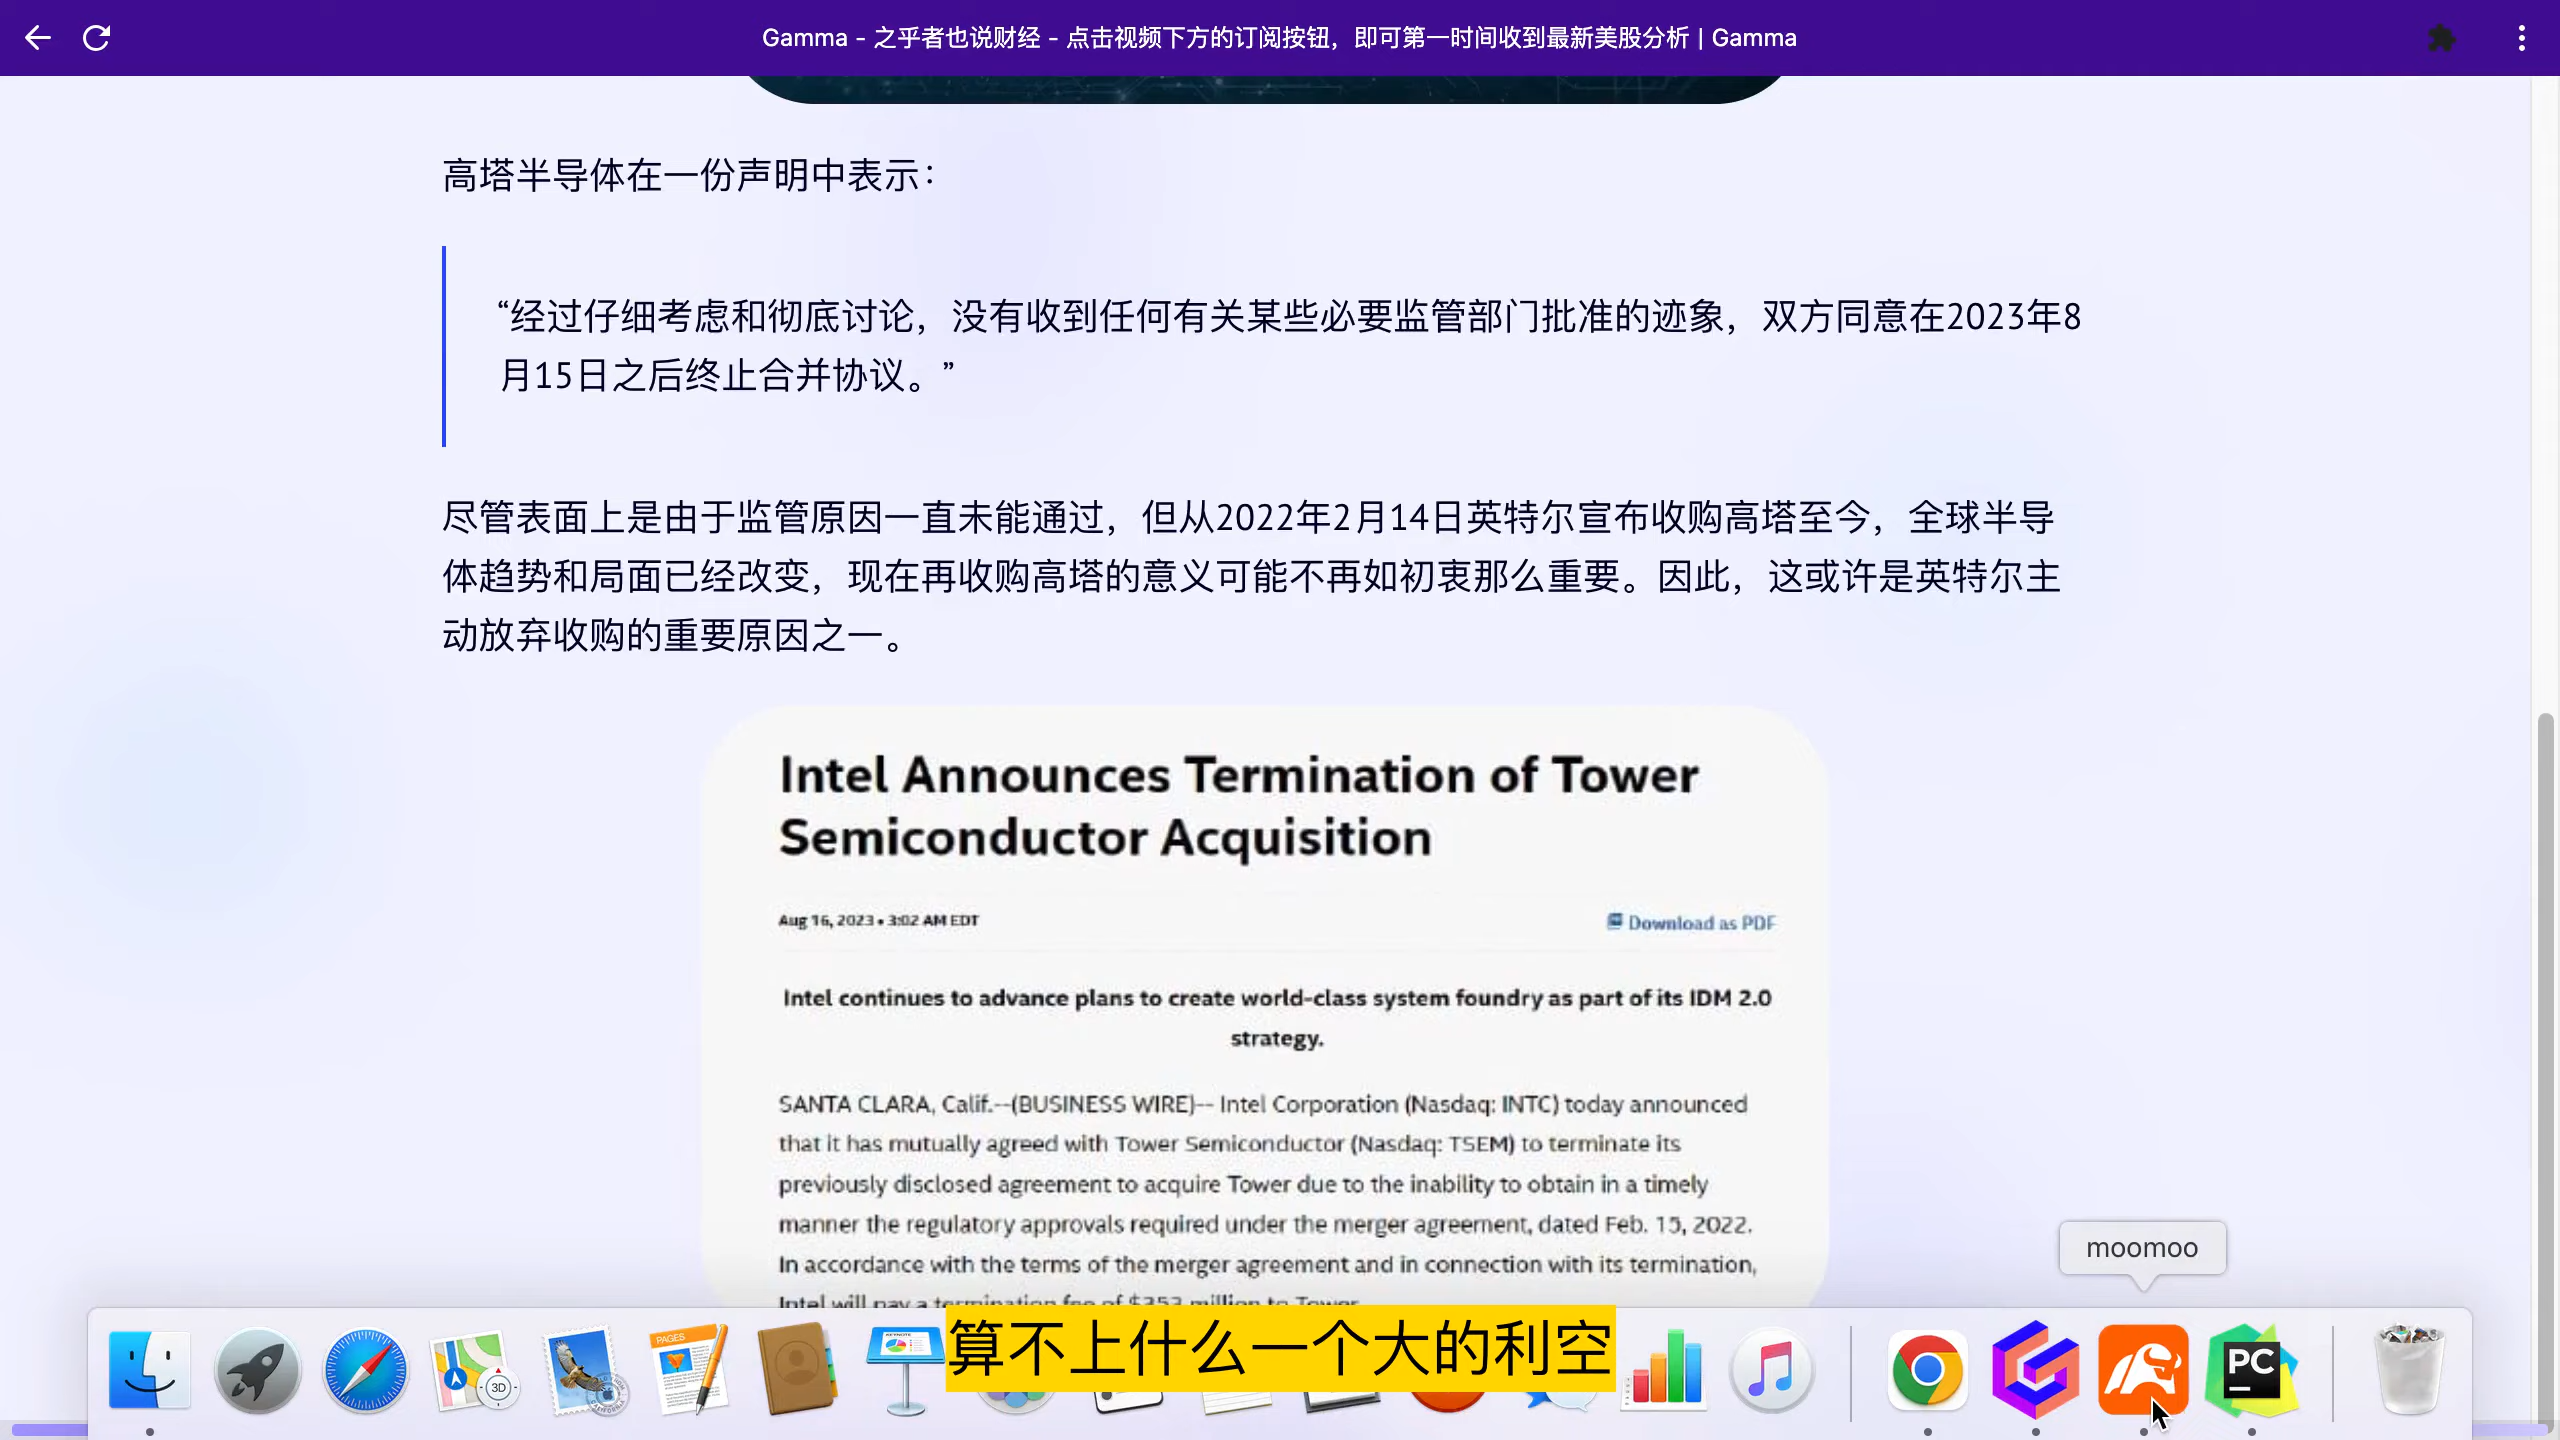 Gamma - 之乎者也说财经 - 点击视频下方的订阅按钮，即可第一时间收到最新美股分析 | Gamma
高塔半导体在一份声明中表示：
“经过仔细考虑和彻底讨论，没有收到任何有关某些必要监管部门批准的迹象，双方同意在2023年8
月15日之后终止合并协议。”
尽管表面上是由于监管原因一直未能通过，但从2022年2月14日英特尔宣布收购高塔至今，全球半导
体趋势和局面已经改变，现在再收购高塔的意义可能不再如初衷那么重要。因此，这或许是英特尔主
动放弃收购的重要原因之一。
Intel Announces Termination of Tower
Semiconductor Acquisition
Aug 16, 2023 • 3:02 AM EDT
Download as PDF
Intel continues to advance plans to create world-class system foundry as part of its IDM 2.0
strategy.
SANTA CLARA, Calif.--(BUSINESS WIRE)-- Intel Corporation (Nasdaq: INTC) today announced
that it has mutually agreed with Tower Semiconductor (Nasdaq: TSEM) to terminate its
previously disclosed agreement to acquire Tower due to the inability to obtain in a timely
manner the regulatory approvals required under the merger agreement, dated Feb. 15, 2022.
In accordance with the terms of the merger agreement and in connection with its termination,
Intel will pay a termination fee of $353 million to Tower.
moomoo
算不上什么一个大的利空
PAGES
KEYNOTE
3D
PC